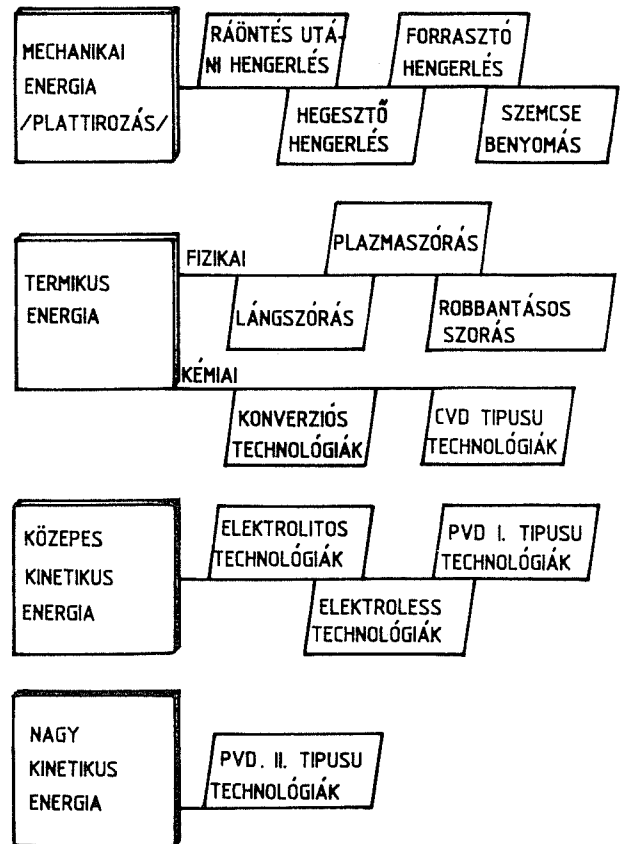 MECHANIKAI
ENERGIA
/PLATTIROZÁS/
RÁÖNTÉS UTÁ-
NI HENGERLÉS
HEGESZTŐ
HENGERLÉS
FORRASZTÓ
HENGERLÉS
SZEMCSE
BENYOMÁS
TERMIKUS
ENERGIA
FIZIKAI
LÁNGSZÓRÁS
PLAZMASZÓRÁS
ROBBANTÁSOS
SZORÁS
KÉMIAI
KONVERZIÓS
TECHNOLÓGIÁK
CVD TIPUSU
TECHNOLÓGIÁK
KÖZEPES
KINETIKUS
ENERGIA
ELEKTROLITOS
TECHNOLÓGIÁK
ELEKTROLESS
TECHNOLÓGIÁK
PVD I. TIPUSU
TECHNOLÓGIÁK
NAGY
KINETIKUS
ENERGIA
PVD. II. TIPUSU
TECHNOLÓGIÁK